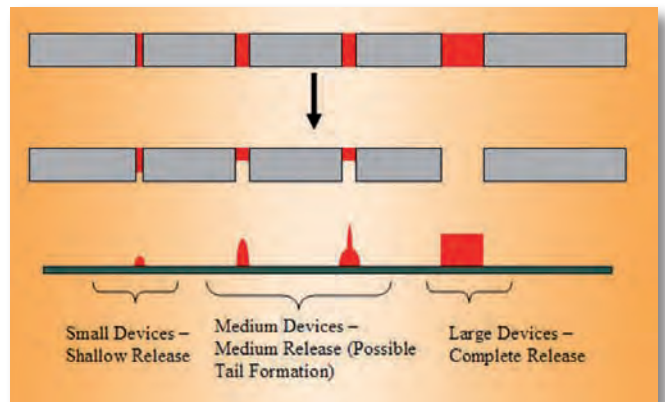 Small Devices –
Shallow Release
Medium Devices –
Medium Release (Possible
Tail Formation)
Large Devices –
Complete Release